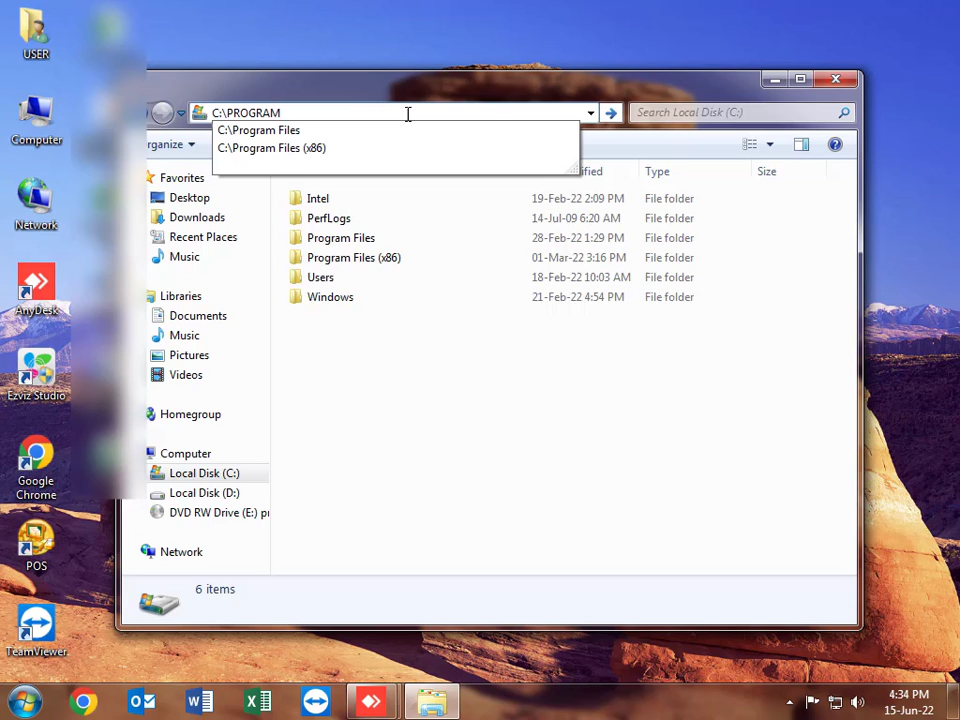 USER
Computer
Network
AnyDesk
Ezviz Studio
Google
Chrome
POS
TeamViewer
C:\PROGRAM
Search Local Disk (C:)
C:\Program Files
C:\Program Files (x86)
rganize
ified
Type
Size
Favorites
Desktop
Downloads
Recent Places
Music
Libraries
Documents
Music
Pictures
Videos
Homegroup
Computer
Local Disk (C:)
Local Disk (D:)
DVD RW Drive (E:) pr
Network
Intel 19-Feb-22 2:09 PM File folder
PerfLogs 14-Jul-09 6:20 AM File folder
Program Files 28-Feb-22 1:29 PM File folder
Program Files (x86) 01-Mar-22 3:16 PM File folder
Users 18-Feb-22 10:03 AM File folder
Windows 21-Feb-22 4:54 PM File folder
6 items
4:34 PM
15-Jun-22